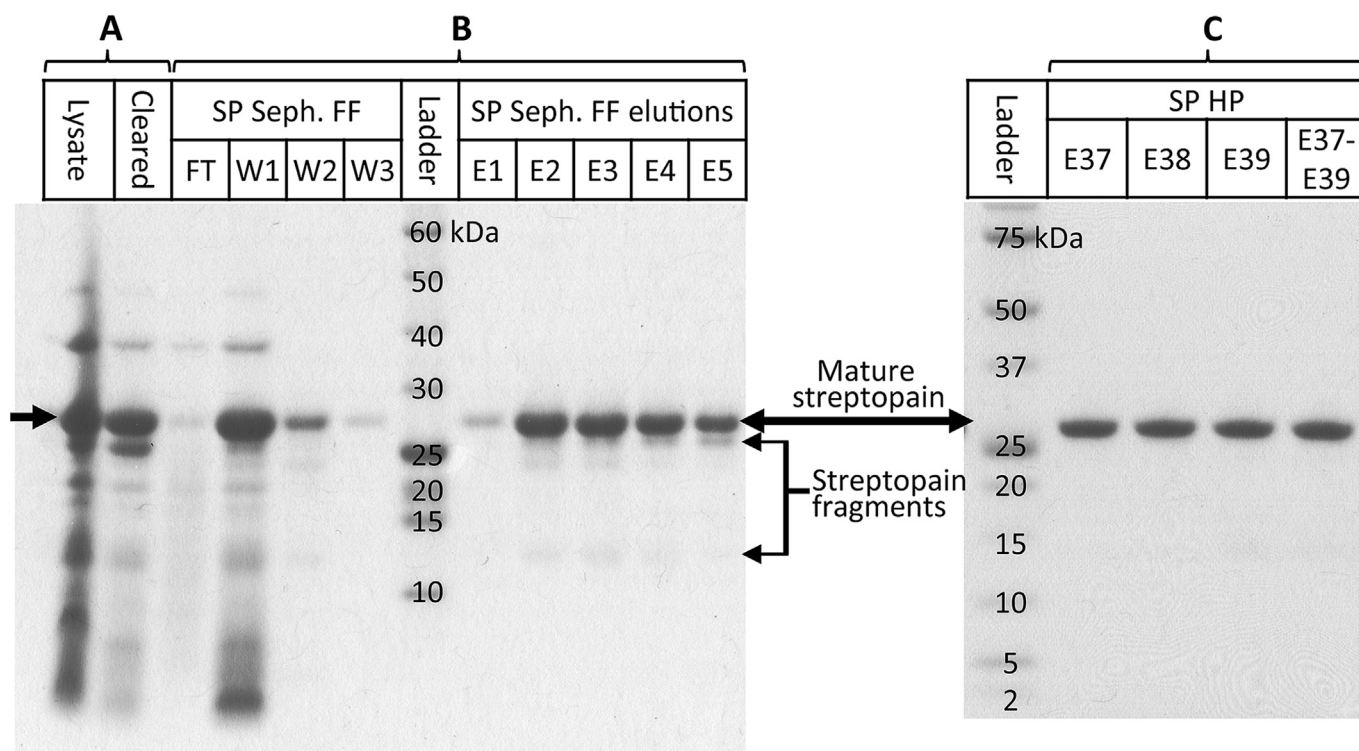 A
B
C
Lysate
Cleared
SP Seph. FF
FT
W1
W2
W3
Ladder
SP Seph. FF elutions
E1
E2
E3
E4
E5
Ladder
SP HP
E37
E38
E39
E37-
E39
60 kDa
50
40
30
25
20
15
10
Mature
streptopain
Streptopain
fragments
75 kDa
50
37
25
20
15
10
5
2